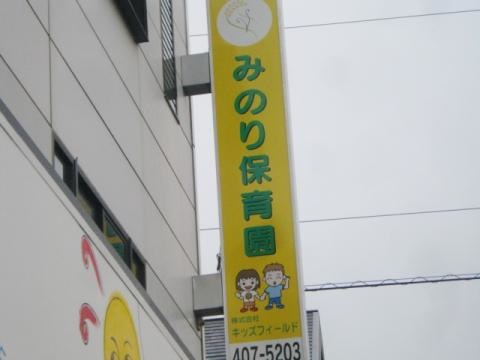 みのり保育園
株式会社
キッズフィールド
407-5203